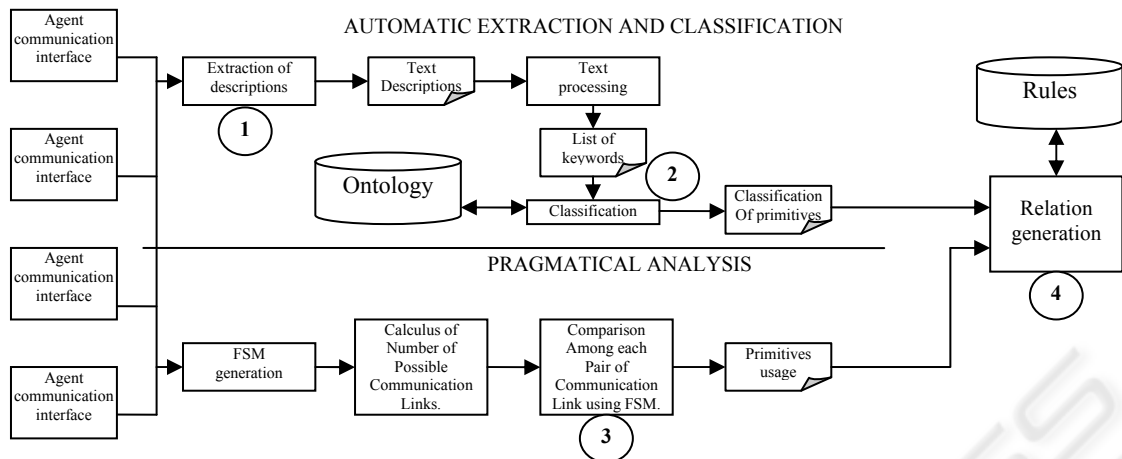 AUTOMATIC EXTRACTION AND CLASSIFICATION
Agent
communication
interface
Agent
communication
interface
Agent
communication
interface
Agent
communication
interface
Extraction of
descriptions
1
Text
Descriptions
Text
processing
List of
keywords
2
Ontology
Classification
Classification
Of primitives
Rules
Relation
generation
4
PRAGMATICAL ANALYSIS
FSM
generation
Calculus of
Number of
Possible
Communication
Links.
Comparison
Among each
Pair of
Communication
Link using FSM.
3
Primitives
usage